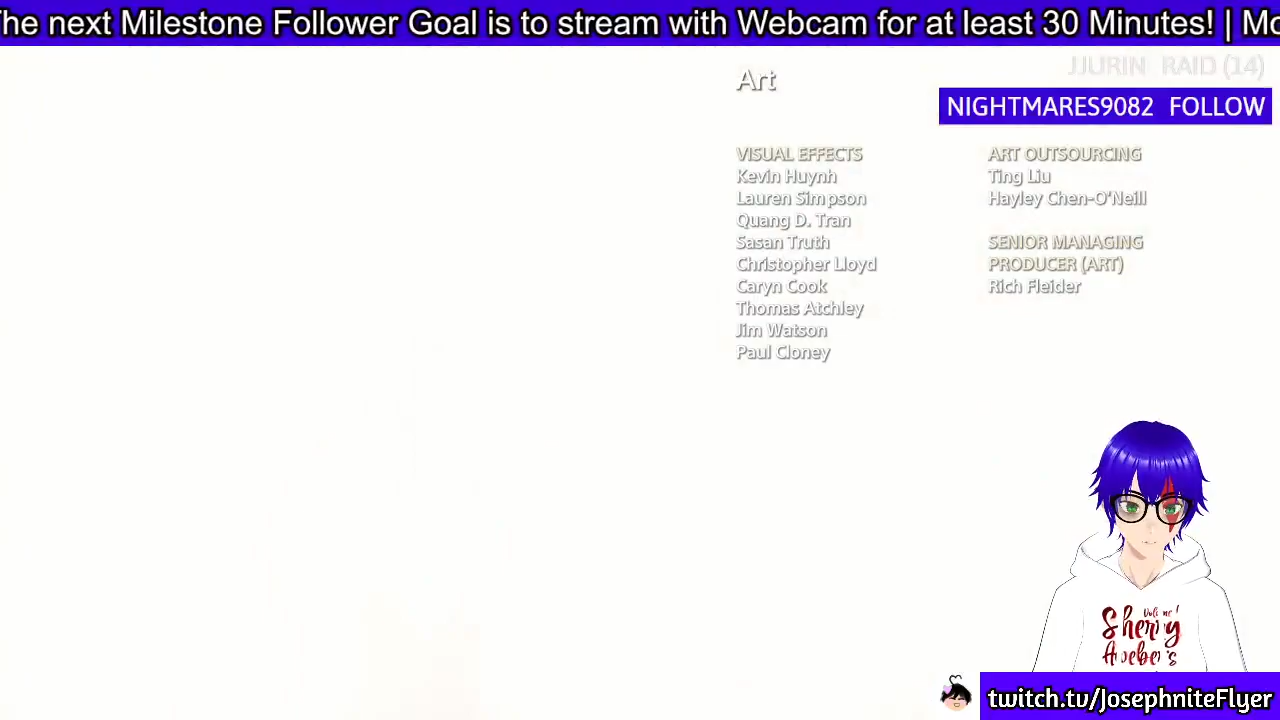 The next Milestone Follower Goal is to stream with Webcam for at least 30 Minutes! | Mo
JJURIN RAID (14)
NIGHTMARES9082 FOLLOW
Art
VISUAL EFFECTS
Kevin Huynh
Lauren Simpson
Quang D. Tran
Sasan Truth
Christopher Lloyd
Caryn Cook
Thomas Atchley
Jim Watson
Paul Cloney
ART OUTSOURCING
Ting Liu
Hayley Chen-O'Neill
SENIOR MANAGING
PRODUCER (ART)
Rich Fleider
Sherry
twitch.tv/JosephniteFlyer